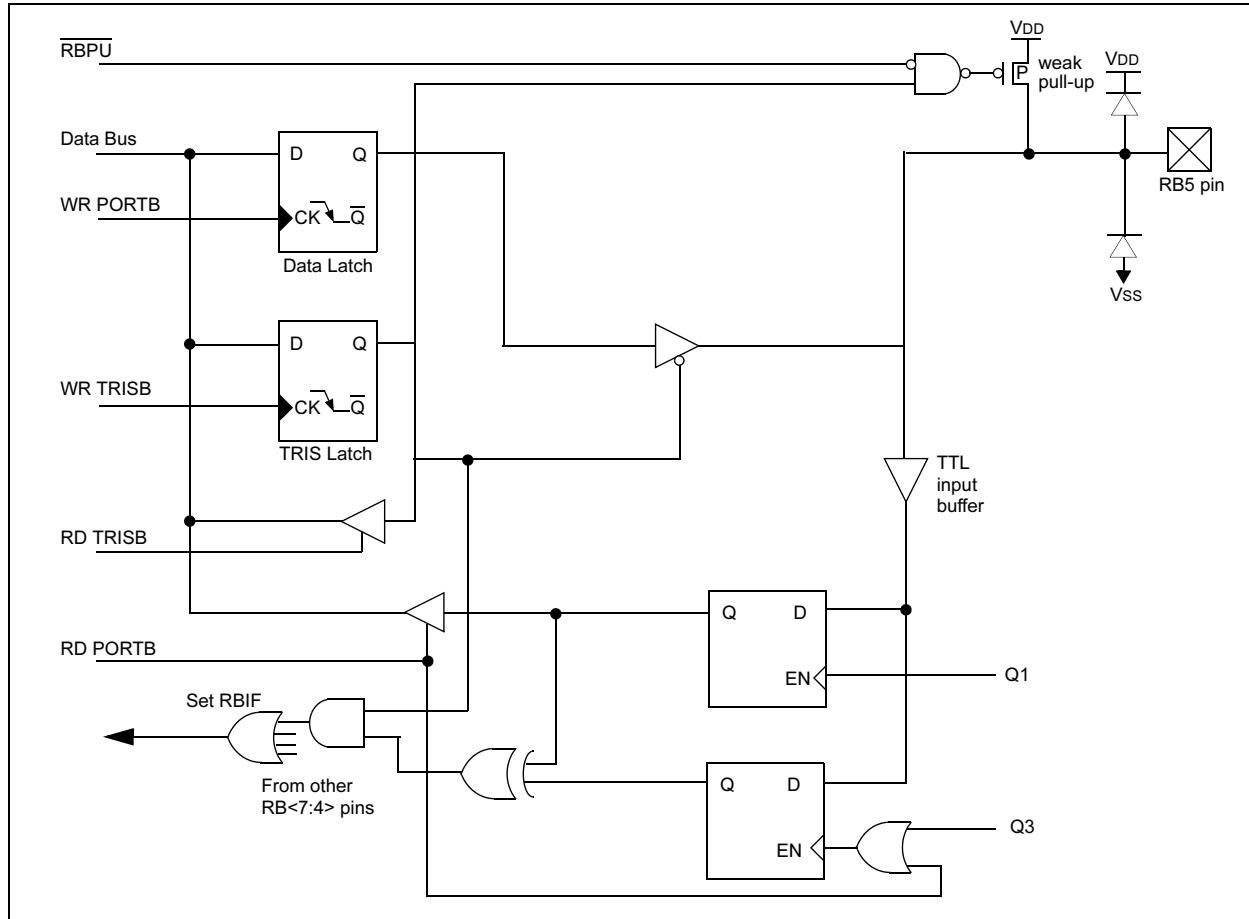 RBPU
VDD
P
weak
pull-up
VDD
Data Bus
D
Q
RB5 pin
WR PORTB
CK
Q
Data Latch
VSS
D
Q
WR TRISB
CK
Q
TRIS Latch
TTL
input
buffer
RD TRISB
Q
D
RD PORTB
EN
Q1
Set RBIF
Q
D
From other
RB<7:4> pins
Q3
EN